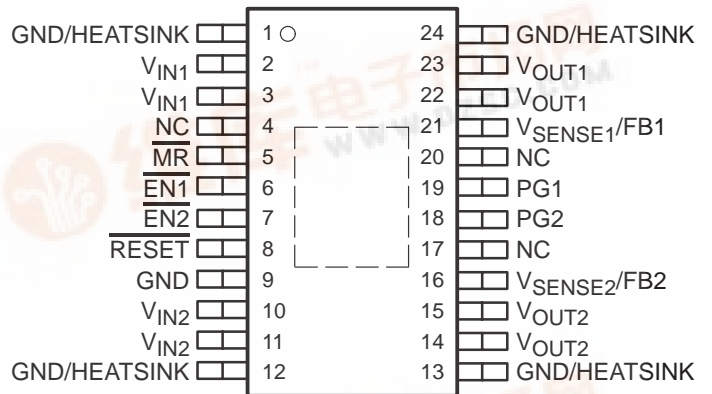 GND/HEATSINK 1 24 GND/HEATSINK
VIN1 2 23 VOUT1
VIN1 3 22 VOUT1
NC 4 21 VSENSE1/FB1
MR 5 20 NC
EN1 6 19 PG1
EN2 7 18 PG2
RESET 8 17 NC
GND 9 16 VSENSE2/FB2
VIN2 10 15 VOUT2
VIN2 11 14 VOUT2
GND/HEATSINK 12 13 GND/HEATSINK